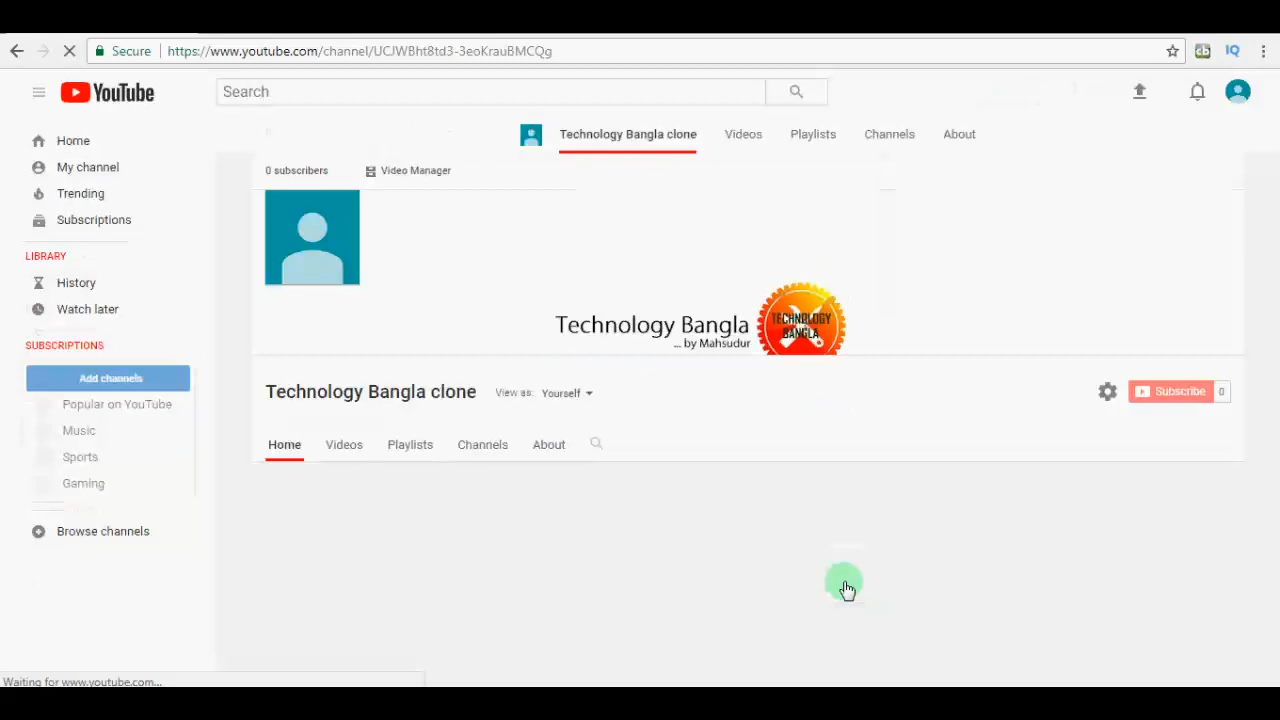 Secure https://www.youtube.com/channel/UCJWBht8td3-3eoKrauBMCQg IQ
YouTube Search
Technology Bangla clone Videos Playlists Channels About
Home
My channel
Trending
Subscriptions
LIBRARY
History
Watch later
SUBSCRIPTIONS
Add channels
Popular on YouTube
Music
Sports
Gaming
Browse channels
0 subscribers Video Manager
Technology Bangla
... by Mahsudur
TECHNOLOGY
BANGLA
Technology Bangla clone View as: Yourself Subscribe 0
Home Videos Playlists Channels About
Waiting for www.youtube.com...